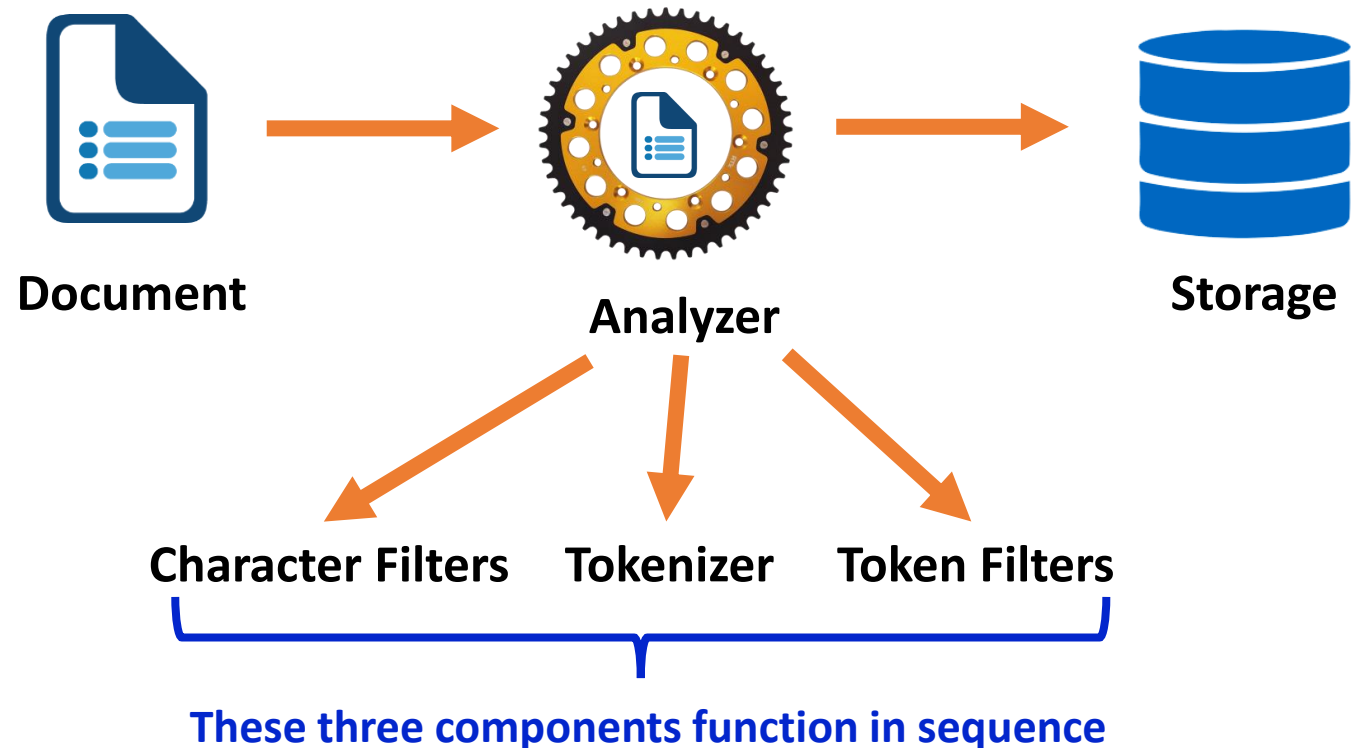 Document
Analyzer
Storage
Character Filters
Tokenizer
Token Filters
These three components function in sequence